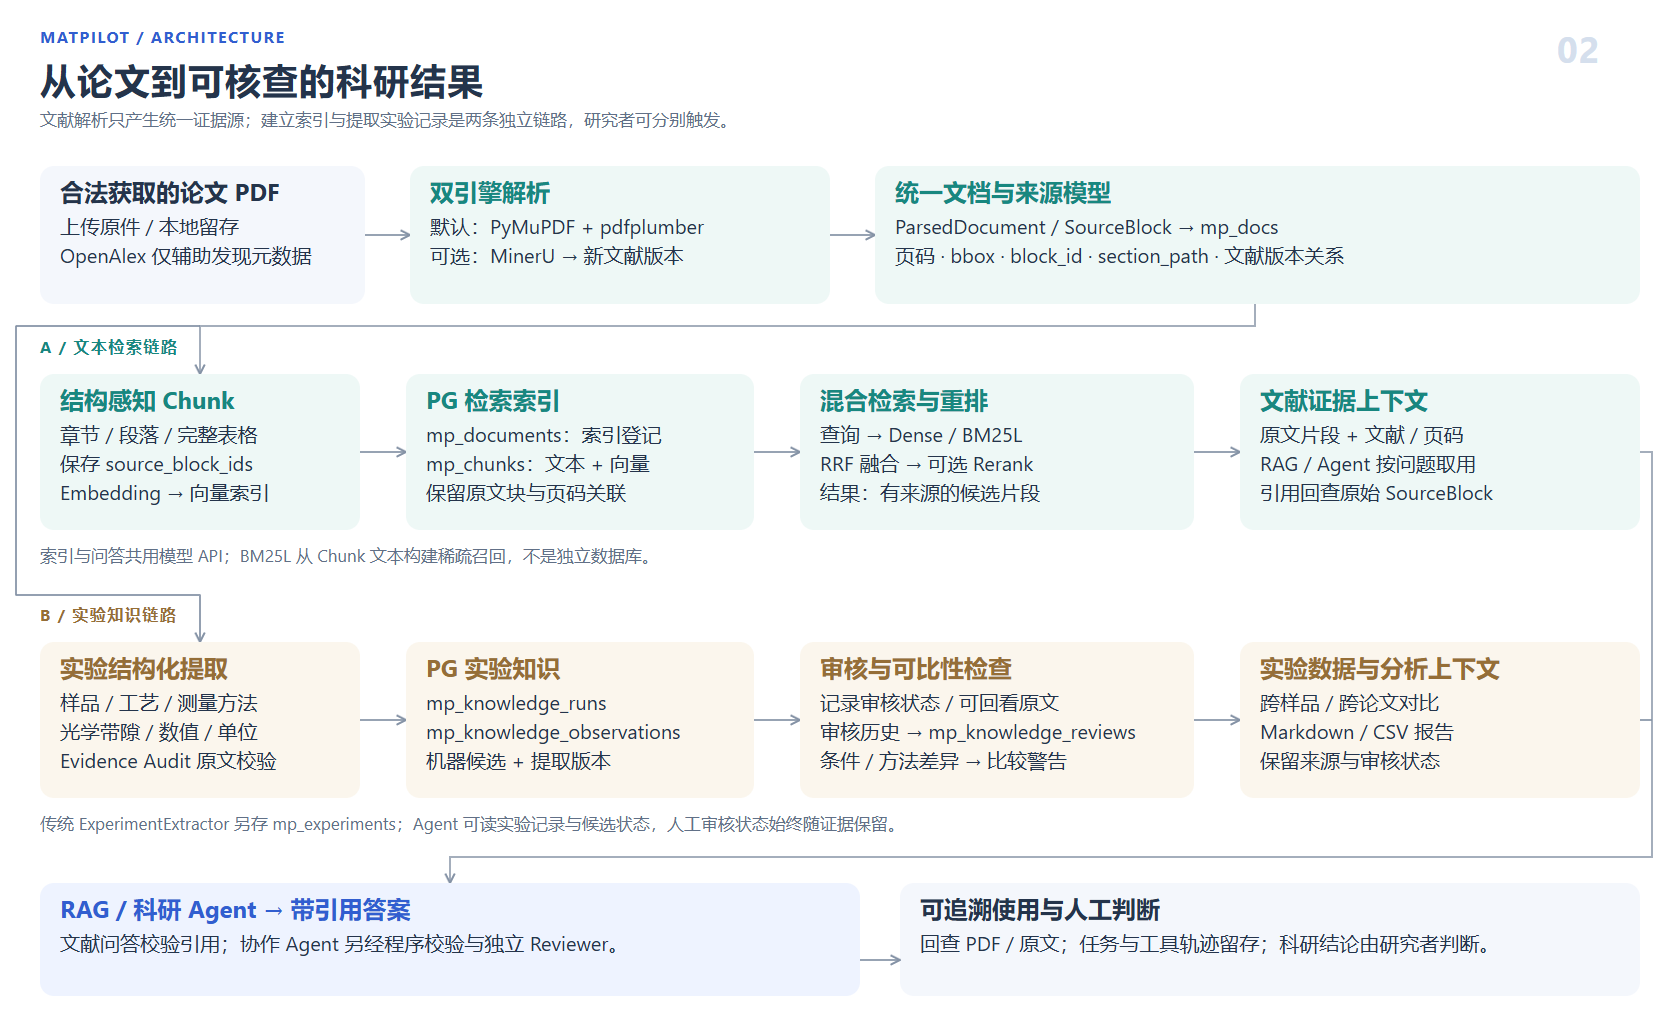 MATPILOT / ARCHITECTURE
02
从论文到可核查的科研结果
文献解析只产生统一证据源；建立索引与提取实验记录是两条独立链路，研究者可分别触发。
合法获取的论文 PDF
上传原件 / 本地留存
OpenAlex 仅辅助发现元数据
双引擎解析
默认：PyMuPDF + pdfplumber
可选：MinerU → 新文献版本
统一文档与来源模型
ParsedDocument / SourceBlock → mp_docs
页码 · bbox · block_id · section_path · 文献版本关系
A / 文本检索链路
结构感知 Chunk
章节 / 段落 / 完整表格
保存 source_block_ids
Embedding → 向量索引
PG 检索索引
mp_documents：索引登记
mp_chunks：文本 + 向量
保留原文块与页码关联
混合检索与重排
查询 → Dense / BM25L
RRF 融合 → 可选 Rerank
结果：有来源的候选片段
文献证据上下文
原文片段 + 文献 / 页码
RAG / Agent 按问题取用
引用回查原始 SourceBlock
索引与问答共用模型 API；BM25L 从 Chunk 文本构建稀疏召回，不是独立数据库。
B / 实验知识链路
实验结构化提取
样品 / 工艺 / 测量方法
光学带隙 / 数值 / 单位
Evidence Audit 原文校验
PG 实验知识
mp_knowledge_runs
mp_knowledge_observations
机器候选 + 提取版本
审核与可比性检查
记录审核状态 / 可回看原文
审核历史 → mp_knowledge_reviews
条件 / 方法差异 → 比较警告
实验数据与分析上下文
跨样品 / 跨论文对比
Markdown / CSV 报告
保留来源与审核状态
传统 ExperimentExtractor 另存 mp_experiments；Agent 可读实验记录与候选状态，人工审核状态始终随证据保留。
RAG / 科研 Agent → 带引用答案
文献问答校验引用；协作 Agent 另经程序校验与独立 Reviewer。
可追溯使用与人工判断
回查 PDF / 原文；任务与工具轨迹留存；科研结论由研究者判断。